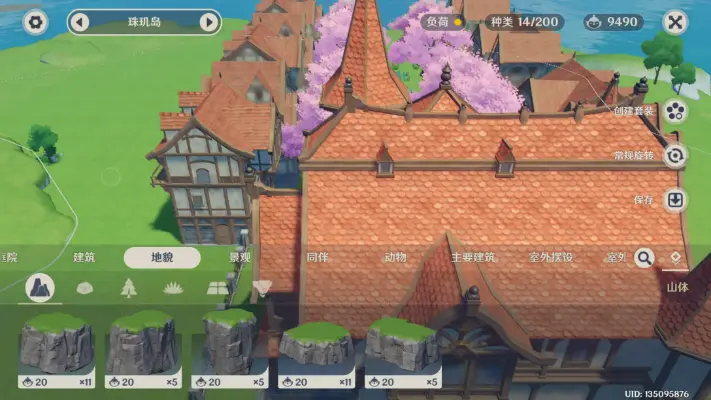 珠玑岛
负荷
种类 14/200
9490
创建套装
常规旋转
保存
庭院
建筑
地貌
景观
同伴
动物
主要建筑
室外摆设
室外
山体
20 ×11
20 ×5
20 ×5
20 ×11
20 ×5
UID: 135095876